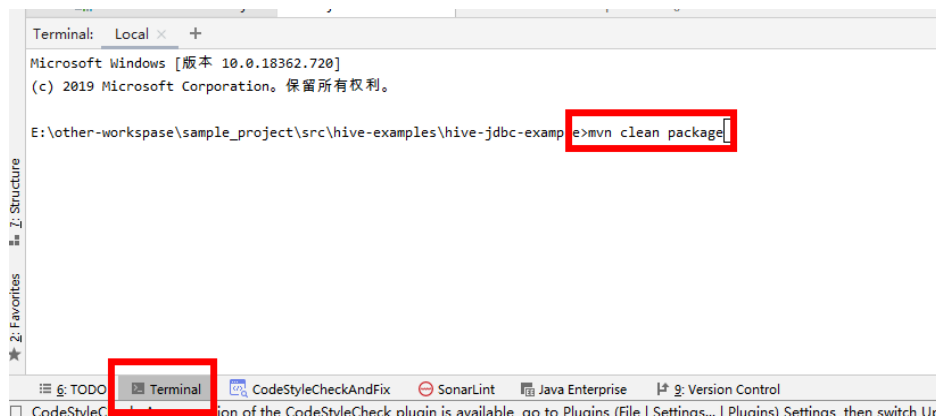 Terminal: Local × +
Microsoft Windows [版本 10.0.18362.720]
(c) 2019 Microsoft Corporation。保留所有权利。
E:\other-workspase\sample_project\src\hive-examples\hive-jdbc-example>mvn clean package
7: Structure
2: Favorites
6: TODO Terminal CodeStyleCheckAndFix SonarLint Java Enterprise 9: Version Control
CodeStyleC ion of the CodeStyleCheck plugin is available, go to Plugins (File | Settings... | Plugins) Settings, then switch